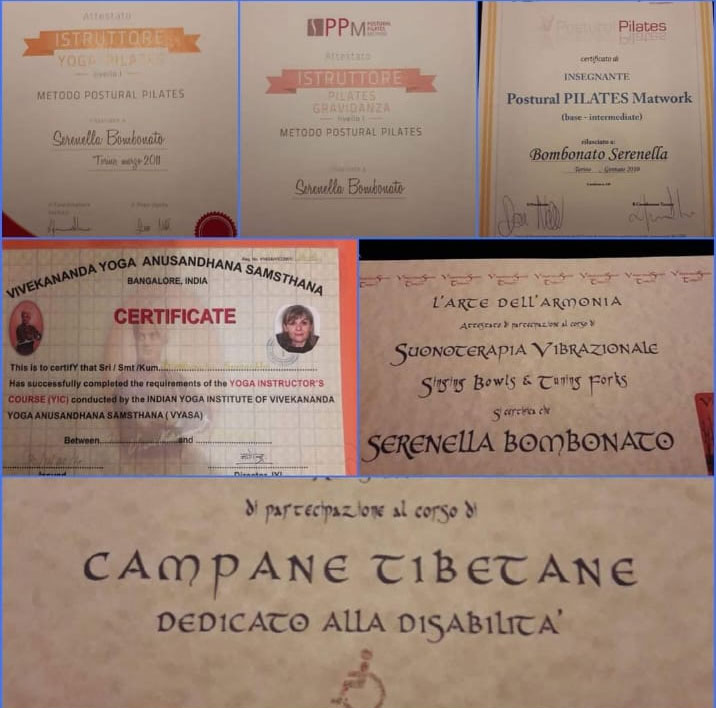 Attestato
ISTRUTTORE
YOGA PILATES
livello I
METODO POSTURAL PILATES
rilasciato a
Serenella Bombonato
Torino marzo 2011
PPM POSTURAL PILATES METHOD
Attestato
ISTRUTTORE
PILATES
GRAVIDANZA
livello I
METODO POSTURAL PILATES
rilasciato a
Serenella Bombonato
Postural Pilates
certificato di
INSEGNANTE
Postural PILATES Matwork
(base - intermediate)
rilasciato a:
Bombonato Serenella
Torino
VIVEKANANDA YOGA ANUSANDHANA SAMSTHANA
BANGALORE, INDIA
CERTIFICATE
This is to certifY that Sri / Smt /Kum
Has successfully completed the requirements of the YOGA INSTRUCTOR'S
COURSE (YIC) conducted by the INDIAN YOGA INSTITUTE OF VIVEKANANDA
YOGA ANUSANDHANA SAMSTHANA ( VYASA)
Between and
L'ARTE DELL'ARMONIA
Attestato di partecipazione al corso di
SUONOTERAPIA VIBRAZIONALE
Singing Bowls & Tuning Forks
Si certifica che
SERENELLA BOMBONATO
di partecipazione al corso di
CAMPANE TIBETANE
DEDICATO ALLA DISABILITA'